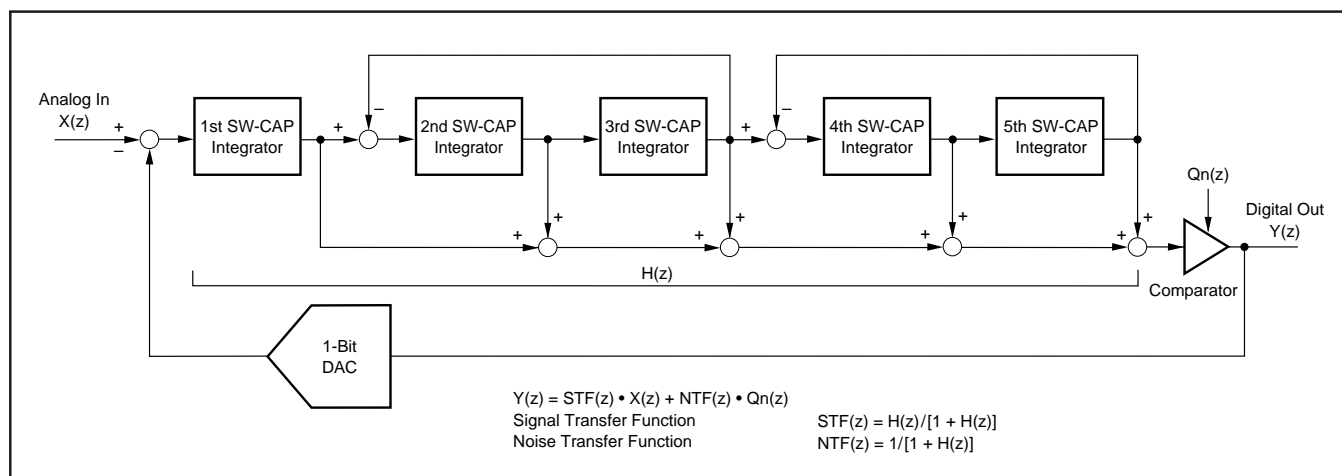 Analog In
X(z)
+
−
1st SW-CAP
Integrator
+
−
2nd SW-CAP
Integrator
3rd SW-CAP
Integrator
+
−
4th SW-CAP
Integrator
5th SW-CAP
Integrator
+
+
+
+
+
+
+
+
Qn(z)
Digital Out
Y(z)
H(z)
Comparator
1-Bit
DAC
Y(z) = STF(z) • X(z) + NTF(z) • Qn(z)
Signal Transfer Function
STF(z) = H(z)/[1 + H(z)]
Noise Transfer Function
NTF(z) = 1/[1 + H(z)]